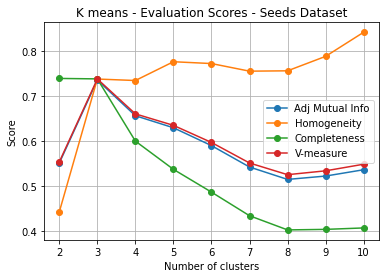 K means - Evaluation Scores - Seeds Dataset
Score
0.8
0.7
0.6
0.5
0.4
Adj Mutual Info
Homogeneity
Completeness
V-measure
2 3 4 5 6 7 8 9 10
Number of clusters